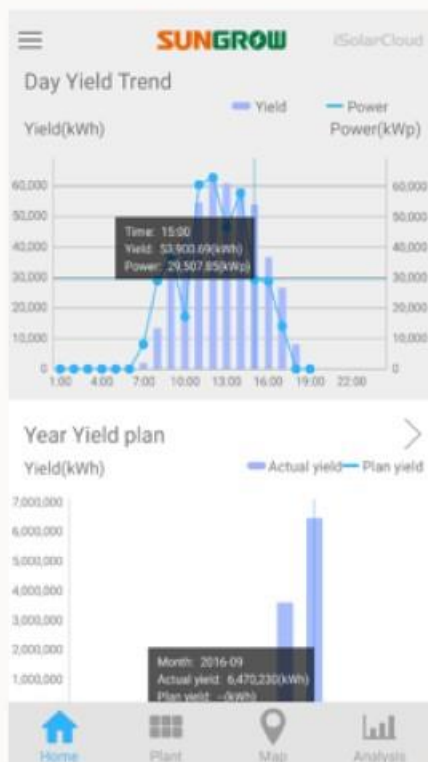 SUNGROW iSolarCloud
Day Yield Trend
Yield Power
Yield(kWh) Power(kWp)
60,000 60,000
50,000 50,000
40,000 40,000
Time: 15:00
Yield: 53,900.69(kWh)
Power: 29,507.85(kWp)
30,000 30,000
20,000 20,000
10,000 10,000
0 0
1:00 4:00 7:00 10:00 13:00 16:00 19:00 22:00
Year Yield plan
Yield(kWh) Actual yield Plan yield
7,000,000
6,000,000
5,000,000
4,000,000
3,000,000
2,000,000
1,000,000
Month: 2016-09
Actual yield: 6,470,230(kWh)
Plan yield: --(kWh)
Home Plant Map Analysis